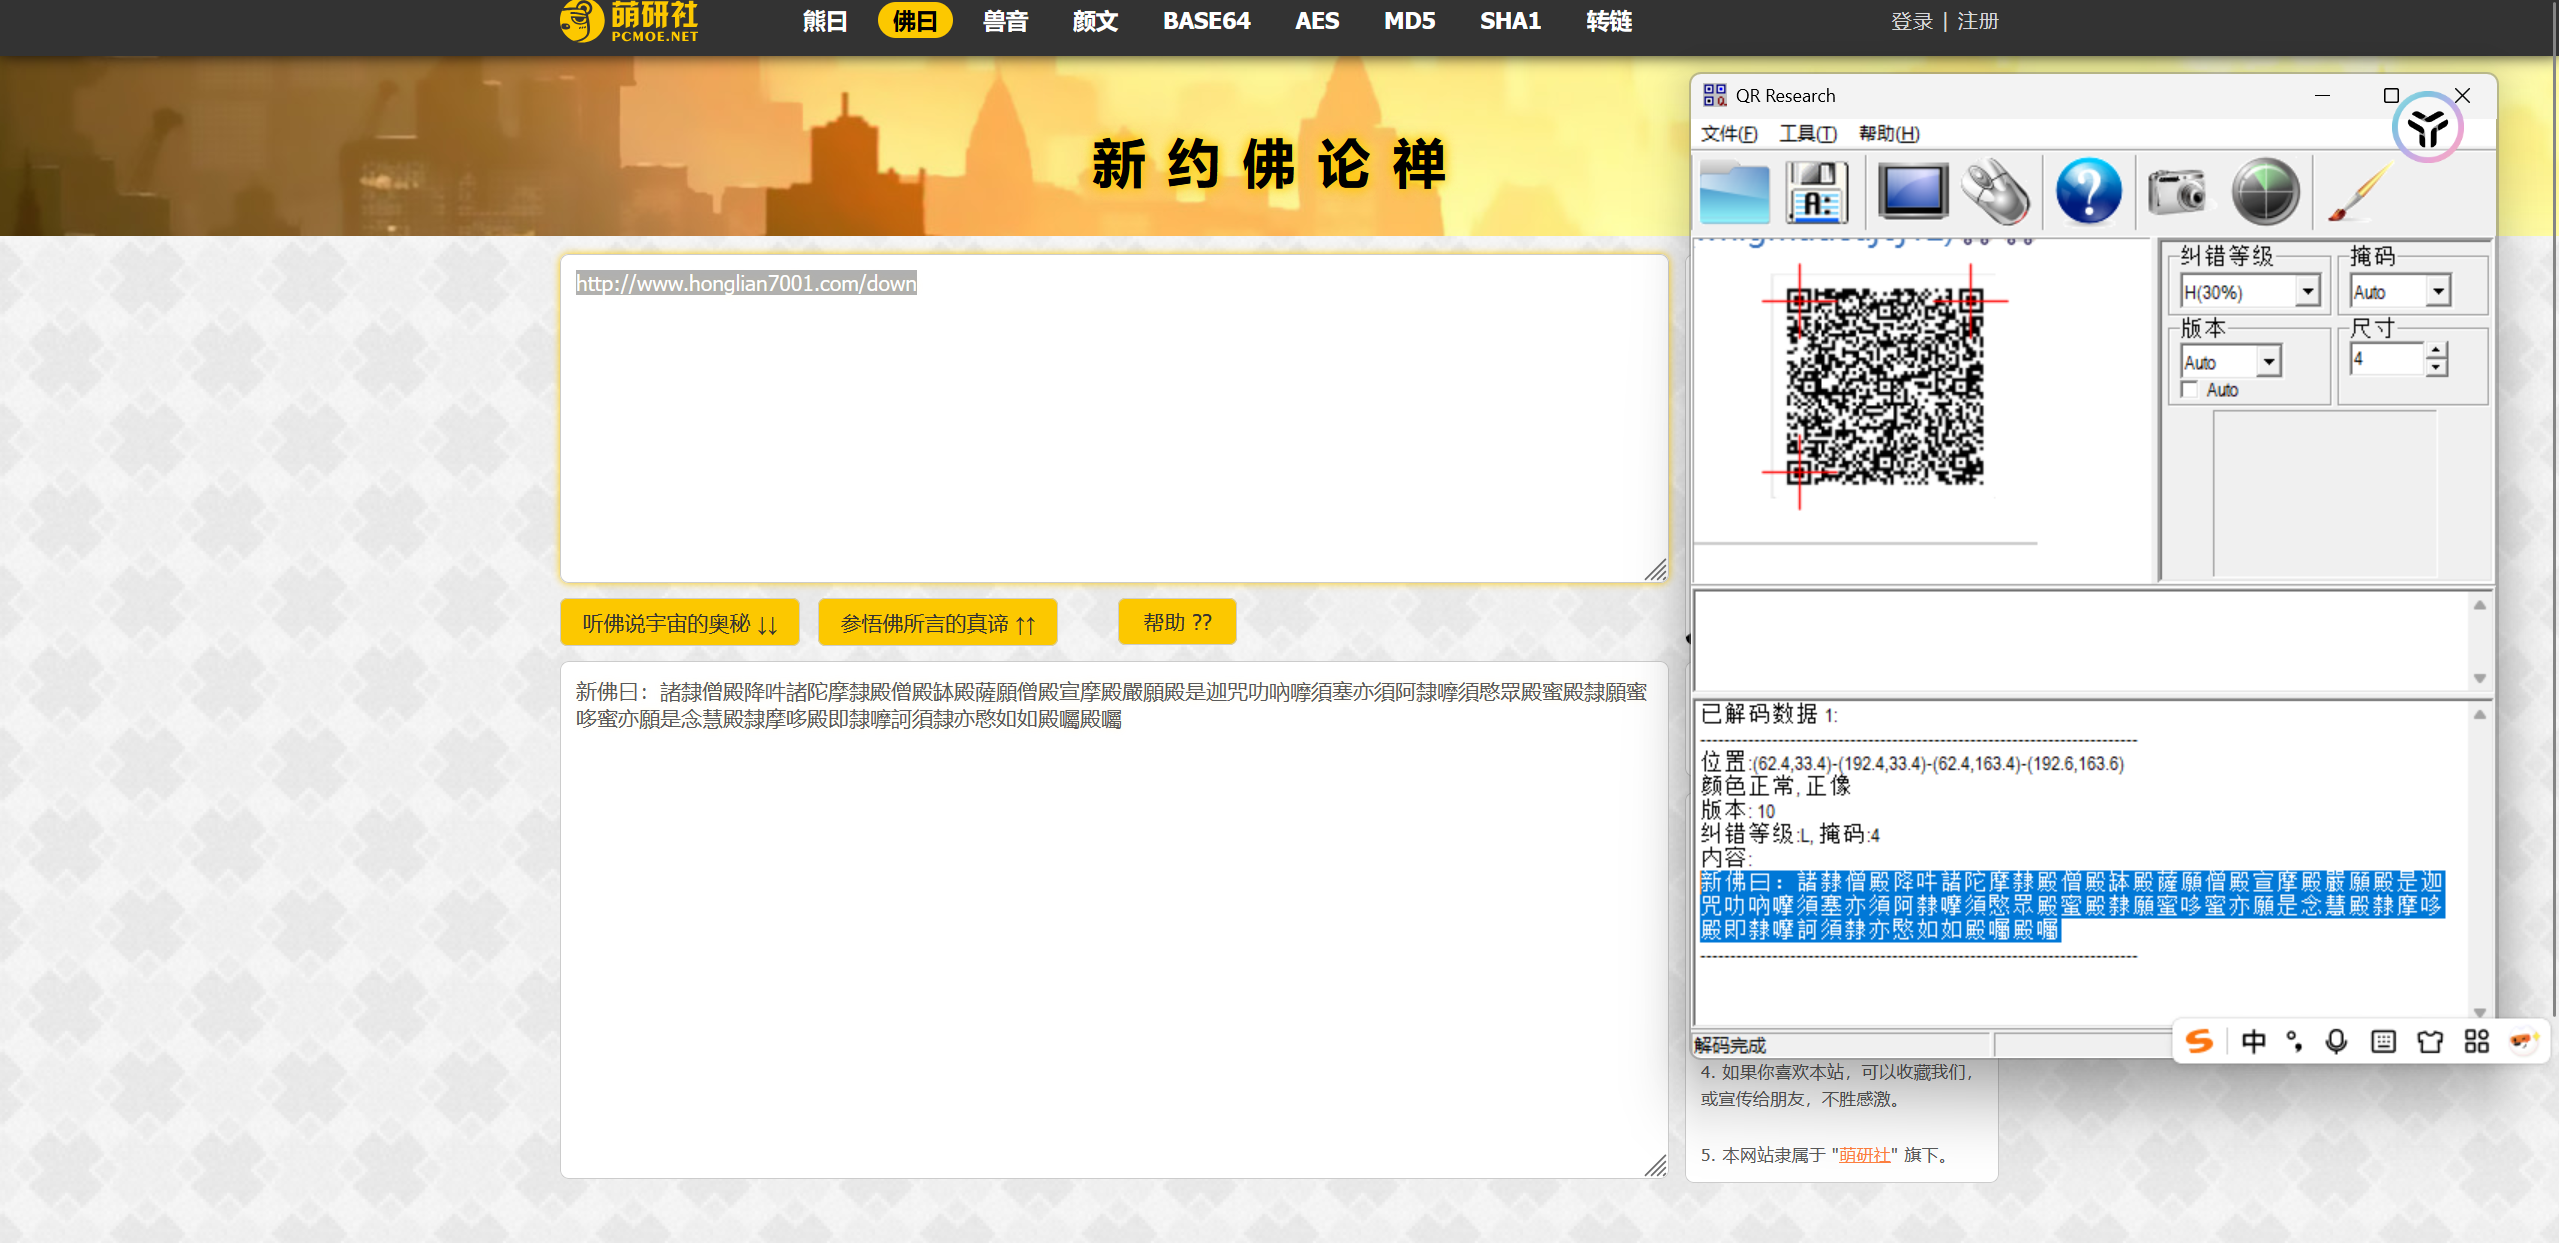 萌研社
PCMOE.NET
熊曰 佛曰 兽音 颜文 BASE64 AES MD5 SHA1 转链
登录 | 注册
新约佛论禅
http://www.honglian7001.com/down
听佛说宇宙的奥秘 ↓↓
参悟佛所言的真谛 ↑↑
帮助 ??
新佛曰：諸隸僧殿降吽諸陀摩隸殿僧殿缽殿薩願僧殿宣摩殿嚴願殿是迦咒叻吶嚤須塞亦須阿隸嚤須愍眾殿蜜殿隸願蜜
哆蜜亦願是念慧殿隸摩哆殿即隸嚤訶須隸亦愍如如殿囑殿囑
QR Research
文件(F) 工具(T) 帮助(H)
A:
纠错等级
H(30%)
掩码
Auto
版本
Auto
Auto
尺寸
4
已解码数据 1:
位置:(62.4,33.4)-(192.4,33.4)-(62.4,163.4)-(192.6,163.6)
颜色正常, 正像
版本: 10
纠错等级:L, 掩码:4
内容:
新佛曰：諸隸僧殿降吽諸陀摩隸殿僧殿缽殿薩願僧殿宣摩殿嚴願殿是迦
咒叻吶嚤須塞亦須阿隸嚤須愍眾殿蜜殿隸願蜜哆蜜亦願是念慧殿隸摩哆
殿即隸嚤訶須隸亦愍如如殿囑殿囑
解码完成
中
4. 如果你喜欢本站，可以收藏我们，
或宣传给朋友，不胜感激。
5. 本网站隶属于 "萌研社" 旗下。